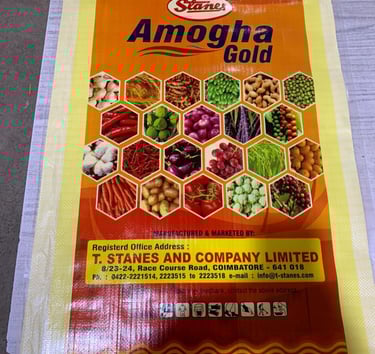 Stanes
Amogha
Gold
MANUFACTURED & MARKETED BY:
Registerd Office Address :
T. STANES AND COMPANY LIMITED
8/23-24, Race Course Road, COIMBATORE - 641 018
Ph. : 0422-2221514, 2223515 to 2223518 e-mail : info@t-stanes.com